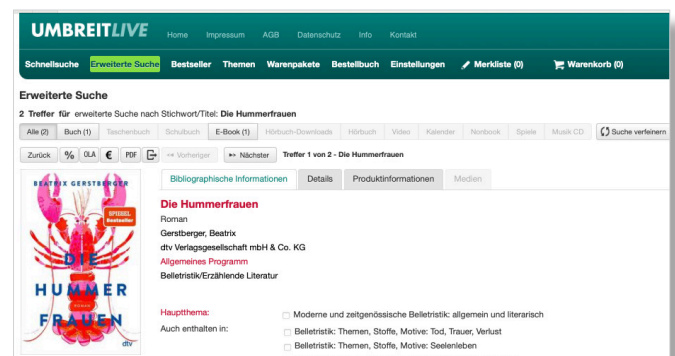 UMBREITLIVE
Home Impressum AGB Datenschutz Info Kontakt
Schnellsuche Erweiterte Suche Bestseller Themen Warenpakete Bestellbuch Einstellungen Merkliste (0) Warenkorb (0)
Erweiterte Suche
2 Treffer für erweiterte Suche nach Stichwort/Titel: Die Hummerfrauen
Alle (2) Buch (1) Taschenbuch Schulbuch E-Book (1) Hörbuch-Downloads Hörbuch Video Kalender Nonbook Spiele Musik CD Suche verfeinern
Zurück % OLA € PDF Vorheriger Nächster Treffer 1 von 2 - Die Hummerfrauen
Bibliographische Informationen Details Produktinformationen Medien
BEATRIX GERSTBERGER
SPIEGEL
Bestseller
DIE
HUMMER
ROMAN
FRAUEN
dtv
Die Hummerfrauen
Roman
Gerstberger, Beatrix
dtv Verlagsgesellschaft mbH & Co. KG
Allgemeines Programm
Belletristik/Erzählende Literatur
Hauptthema: Moderne und zeitgenössische Belletristik: allgemein und literarisch
Auch enthalten in: Belletristik: Themen, Stoffe, Motive: Tod, Trauer, Verlust
Belletristik: Themen, Stoffe, Motive: Seelenleben